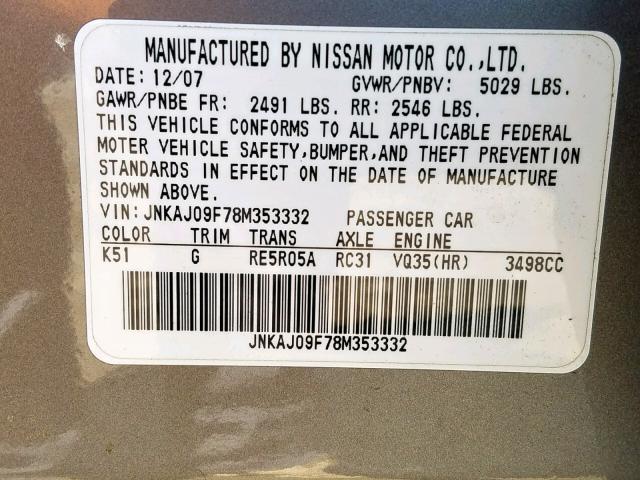 MANUFACTURED BY NISSAN MOTOR CO.,LTD.
DATE: 12/07 GVWR/PNBV: 5029 LBS.
GAWR/PNBE FR: 2491 LBS. RR: 2546 LBS.
THIS VEHICLE CONFORMS TO ALL APPLICABLE FEDERAL
MOTOR VEHICLE SAFETY,BUMPER,AND THEFT PREVENTION
STANDARDS IN EFFECT ON THE DATE OF MANUFACTURE
SHOWN ABOVE.
VIN: JNKAJ09F78M353332 PASSENGER CAR
COLOR TRIM TRANS AXLE ENGINE
K51 G RE5R05A RC31 VQ35(HR) 3498CC
JNKAJ09F78M353332